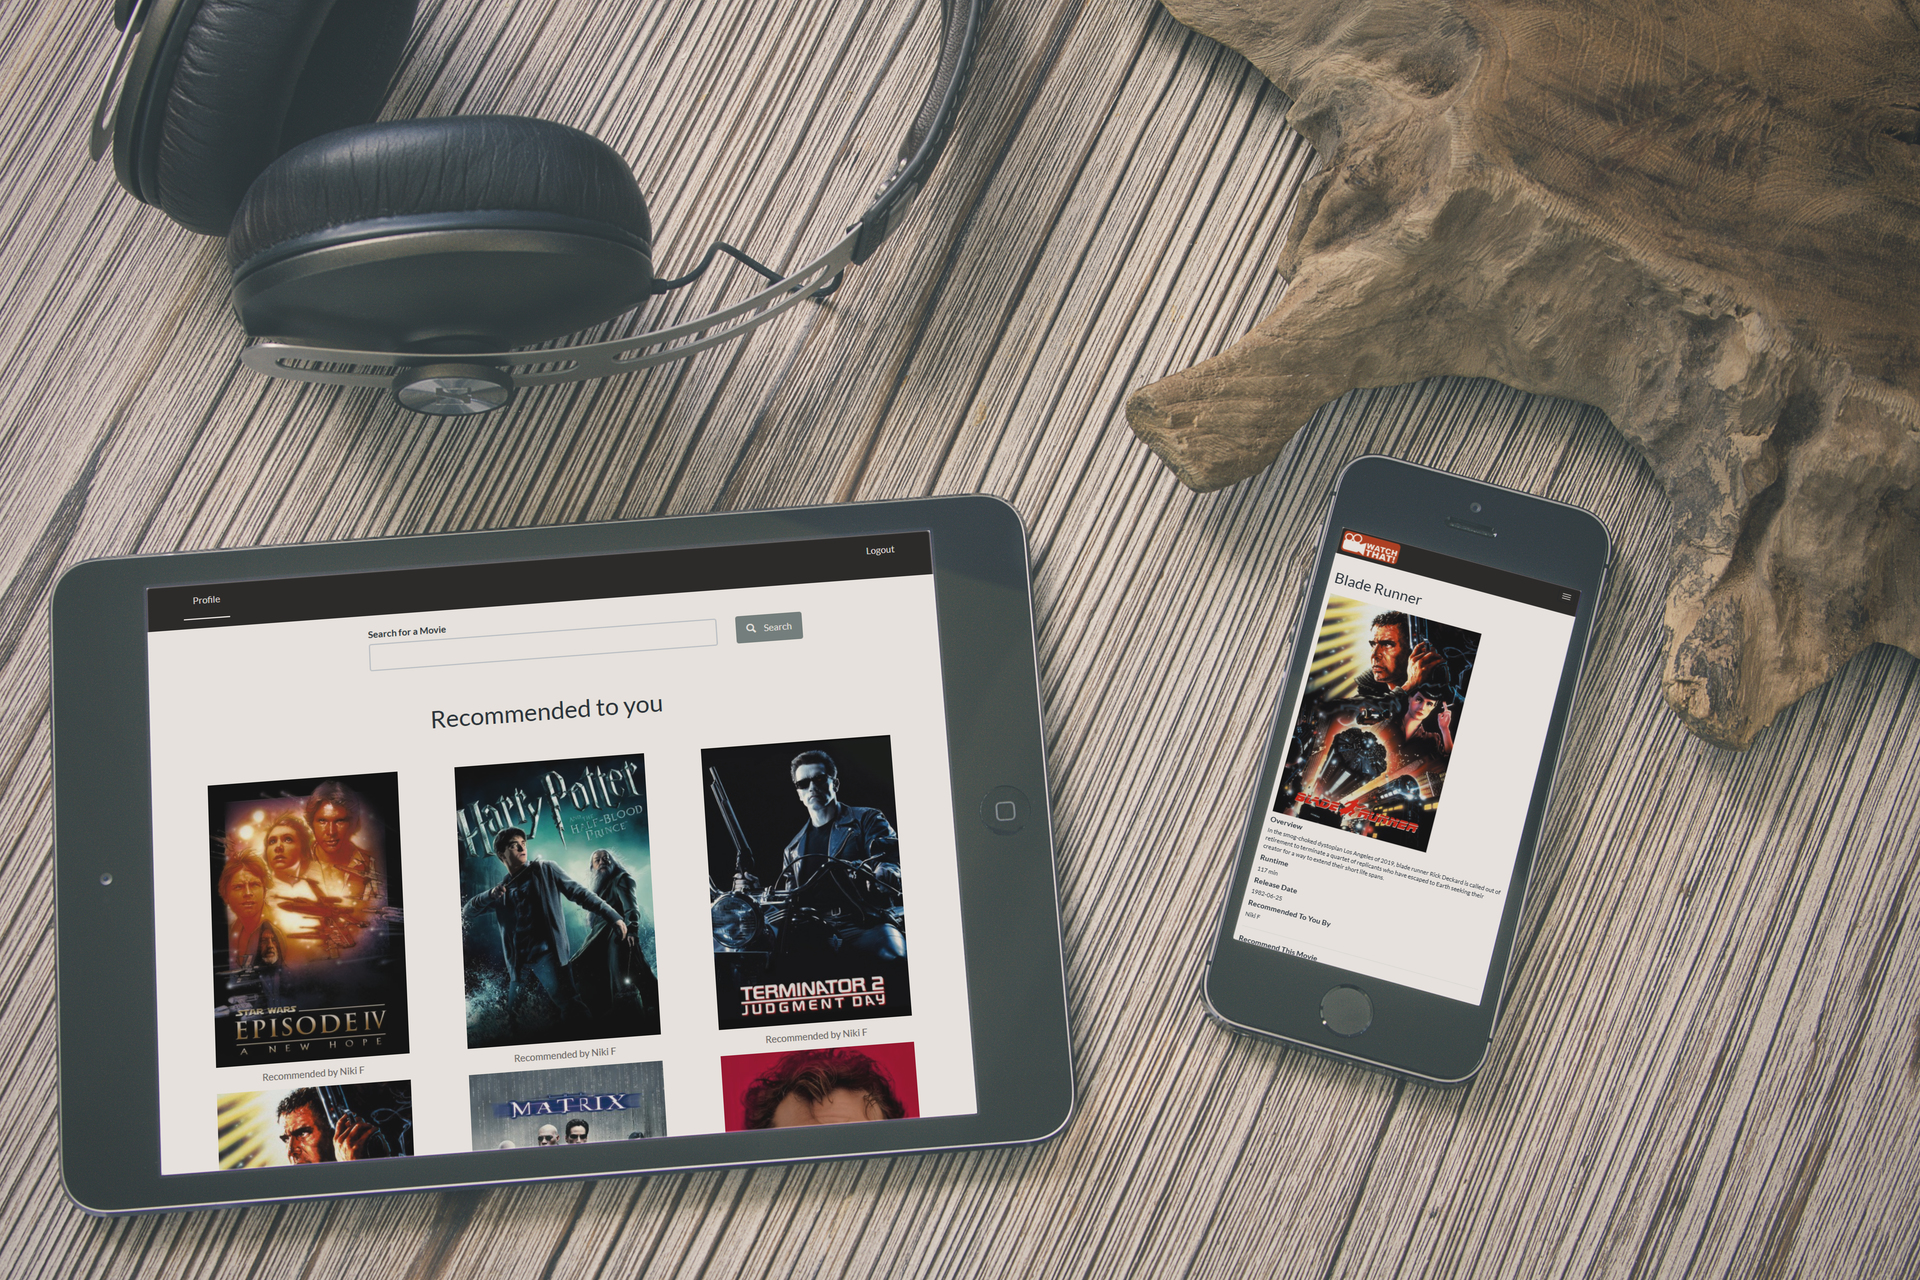 Logout
Profile
Search for a Movie
Search
Recommended to you
STAR WARS
EPISODE IV
A NEW HOPE
Recommended by Niki F
Harry Potter
AND THE
HALF-BLOOD
PRINCE
Recommended by Niki F
TERMINATOR 2
JUDGMENT DAY
Recommended by Niki F
MATRIX
WATCH
THAT!
Blade Runner
BLADE RUNNER
Overview
In the smog-choked dystopian Los Angeles of 2019, blade runner Rick Deckard is called out of
retirement to terminate a quartet of replicants who have escaped to Earth seeking their
creator for a way to extend their short life spans.
Runtime
117 min
Release Date
1982-06-25
Recommended To You By
Niki F
Recommend This Movie